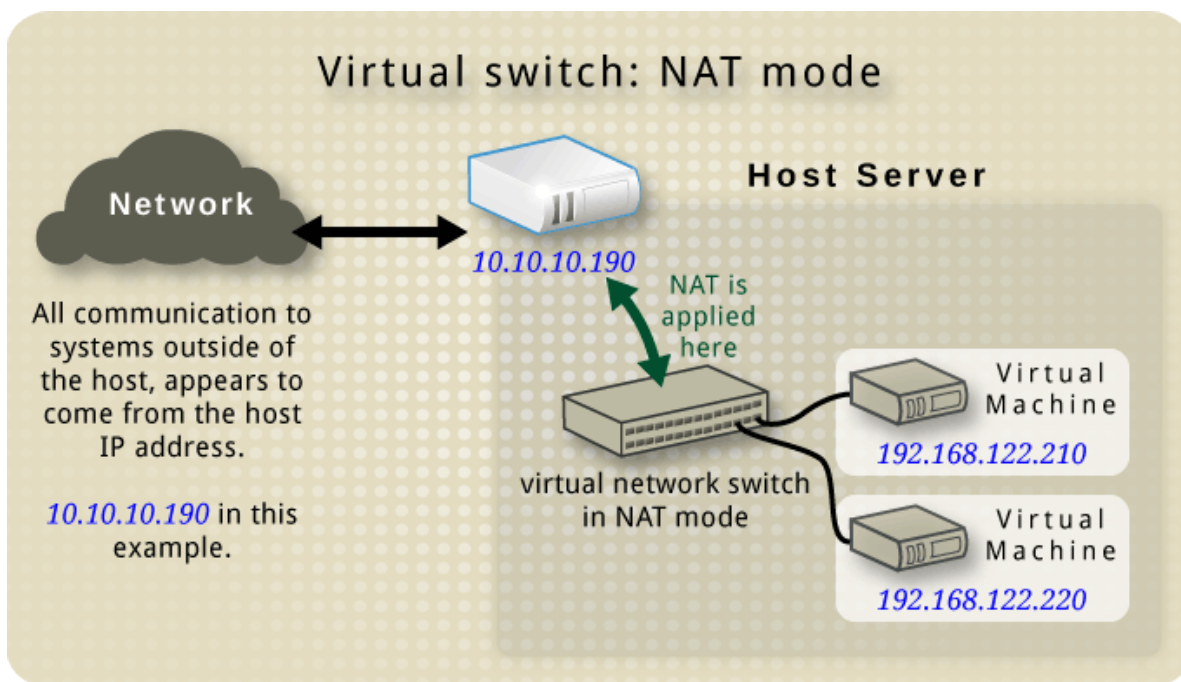 Virtual switch: NAT mode
Network
Host Server
10.10.10.190
NAT is
applied
here
All communication to
systems outside of
the host, appears to
come from the host
IP address.
10.10.10.190 in this
example.
virtual network switch
in NAT mode
Virtual
Machine
192.168.122.210
Virtual
Machine
192.168.122.220